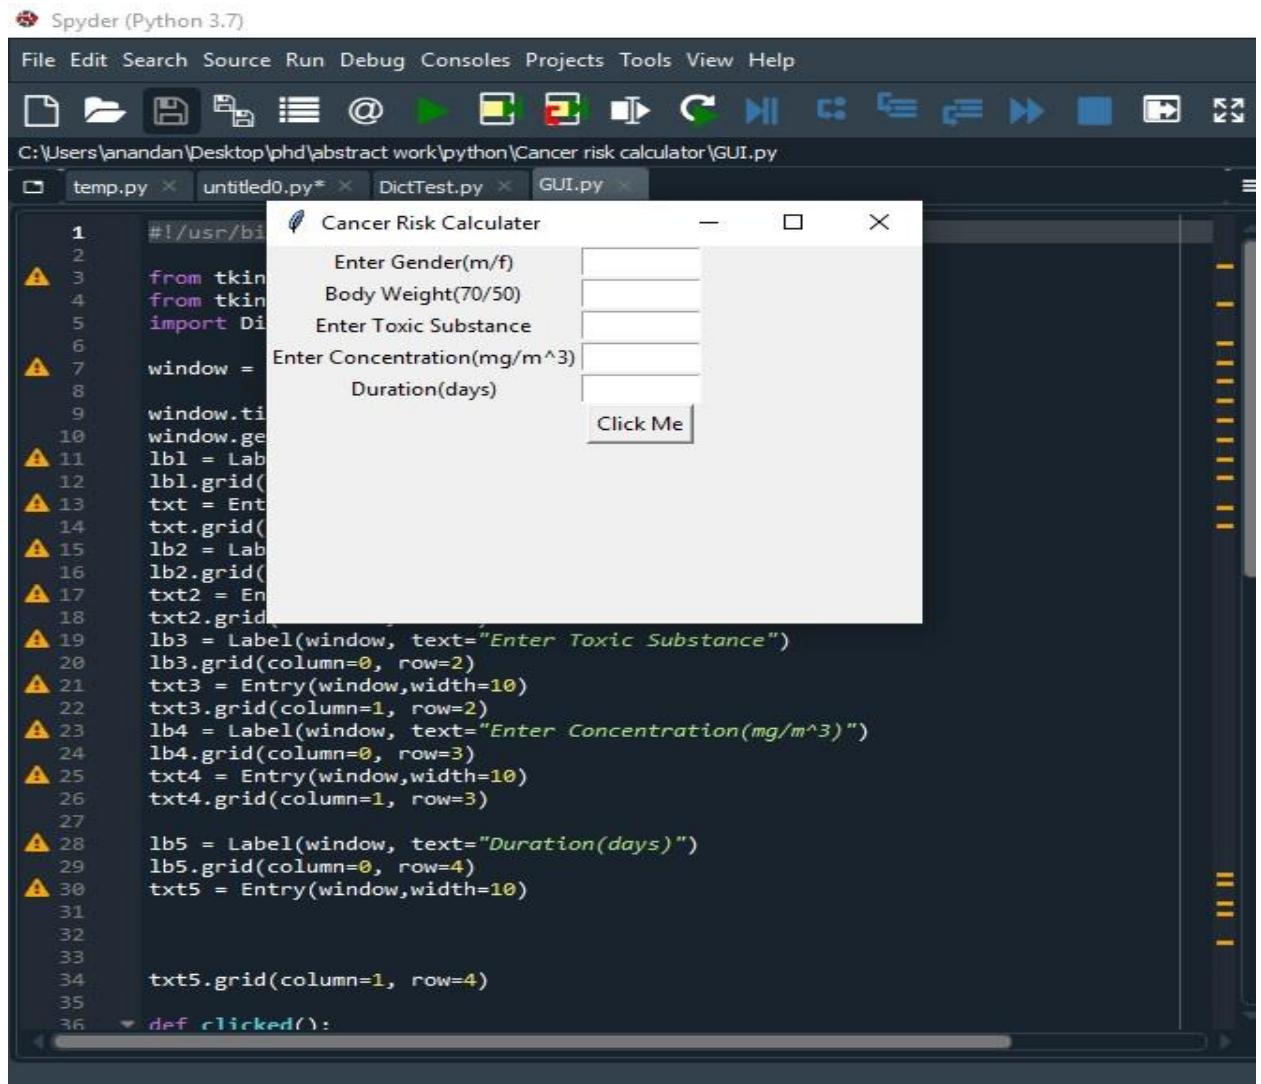 Spyder (Python 3.7)
File Edit Search Source Run Debug Consoles Projects Tools View Help
C:\Users\anandan\Desktop\phd\abstract work\python\Cancer risk calculator\GUI.py
temp.py untitled0.py* DictTest.py GUI.py
Cancer Risk Calculater
Enter Gender(m/f)
Body Weight(70/50)
Enter Toxic Substance
Enter Concentration(mg/m^3)
Duration(days)
Click Me
1 #!/usr/bi
2
3 from tkin
4 from tkin
5 import Di
6
7 window =
8
9 window.ti
10 window.ge
11 lbl = Lab
12 lbl.grid(
13 txt = Ent
14 txt.grid(
15 lb2 = Lab
16 lb2.grid(
17 txt2 = En
18 txt2.grid
19 lb3 = Label(window, text="Enter Toxic Substance")
20 lb3.grid(column=0, row=2)
21 txt3 = Entry(window,width=10)
22 txt3.grid(column=1, row=2)
23 lb4 = Label(window, text="Enter Concentration(mg/m^3)")
24 lb4.grid(column=0, row=3)
25 txt4 = Entry(window,width=10)
26 txt4.grid(column=1, row=3)
27
28 lb5 = Label(window, text="Duration(days)")
29 lb5.grid(column=0, row=4)
30 txt5 = Entry(window,width=10)
31
32
33
34 txt5.grid(column=1, row=4)
35
36 def clicked():